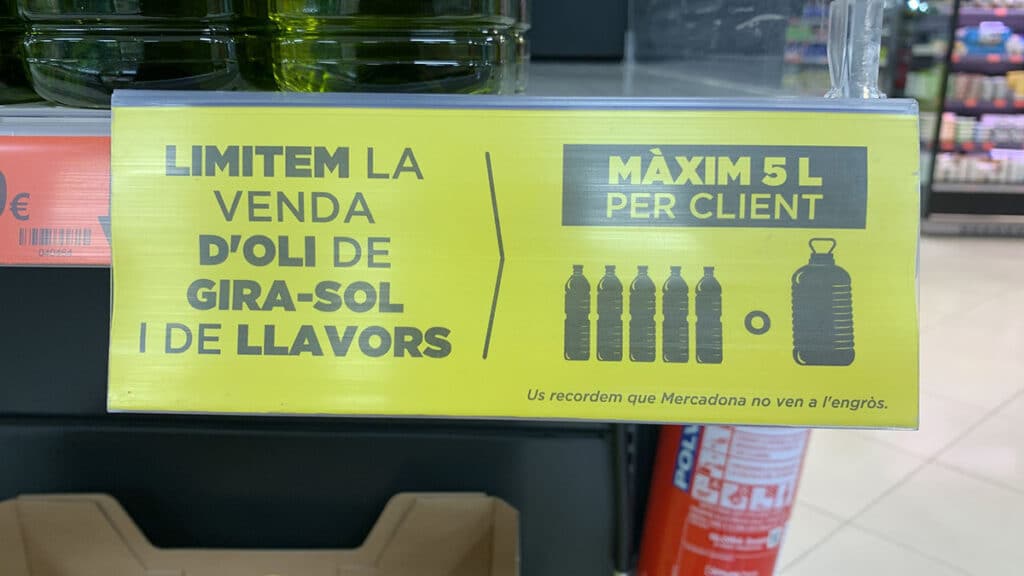 LIMITEM LA
VENDA
D'OLI DE
GIRA-SOL
I DE LLAVORS
MÀXIM 5 L
PER CLIENT
o
Us recordem que Mercadona no ven a l'engròs.
€